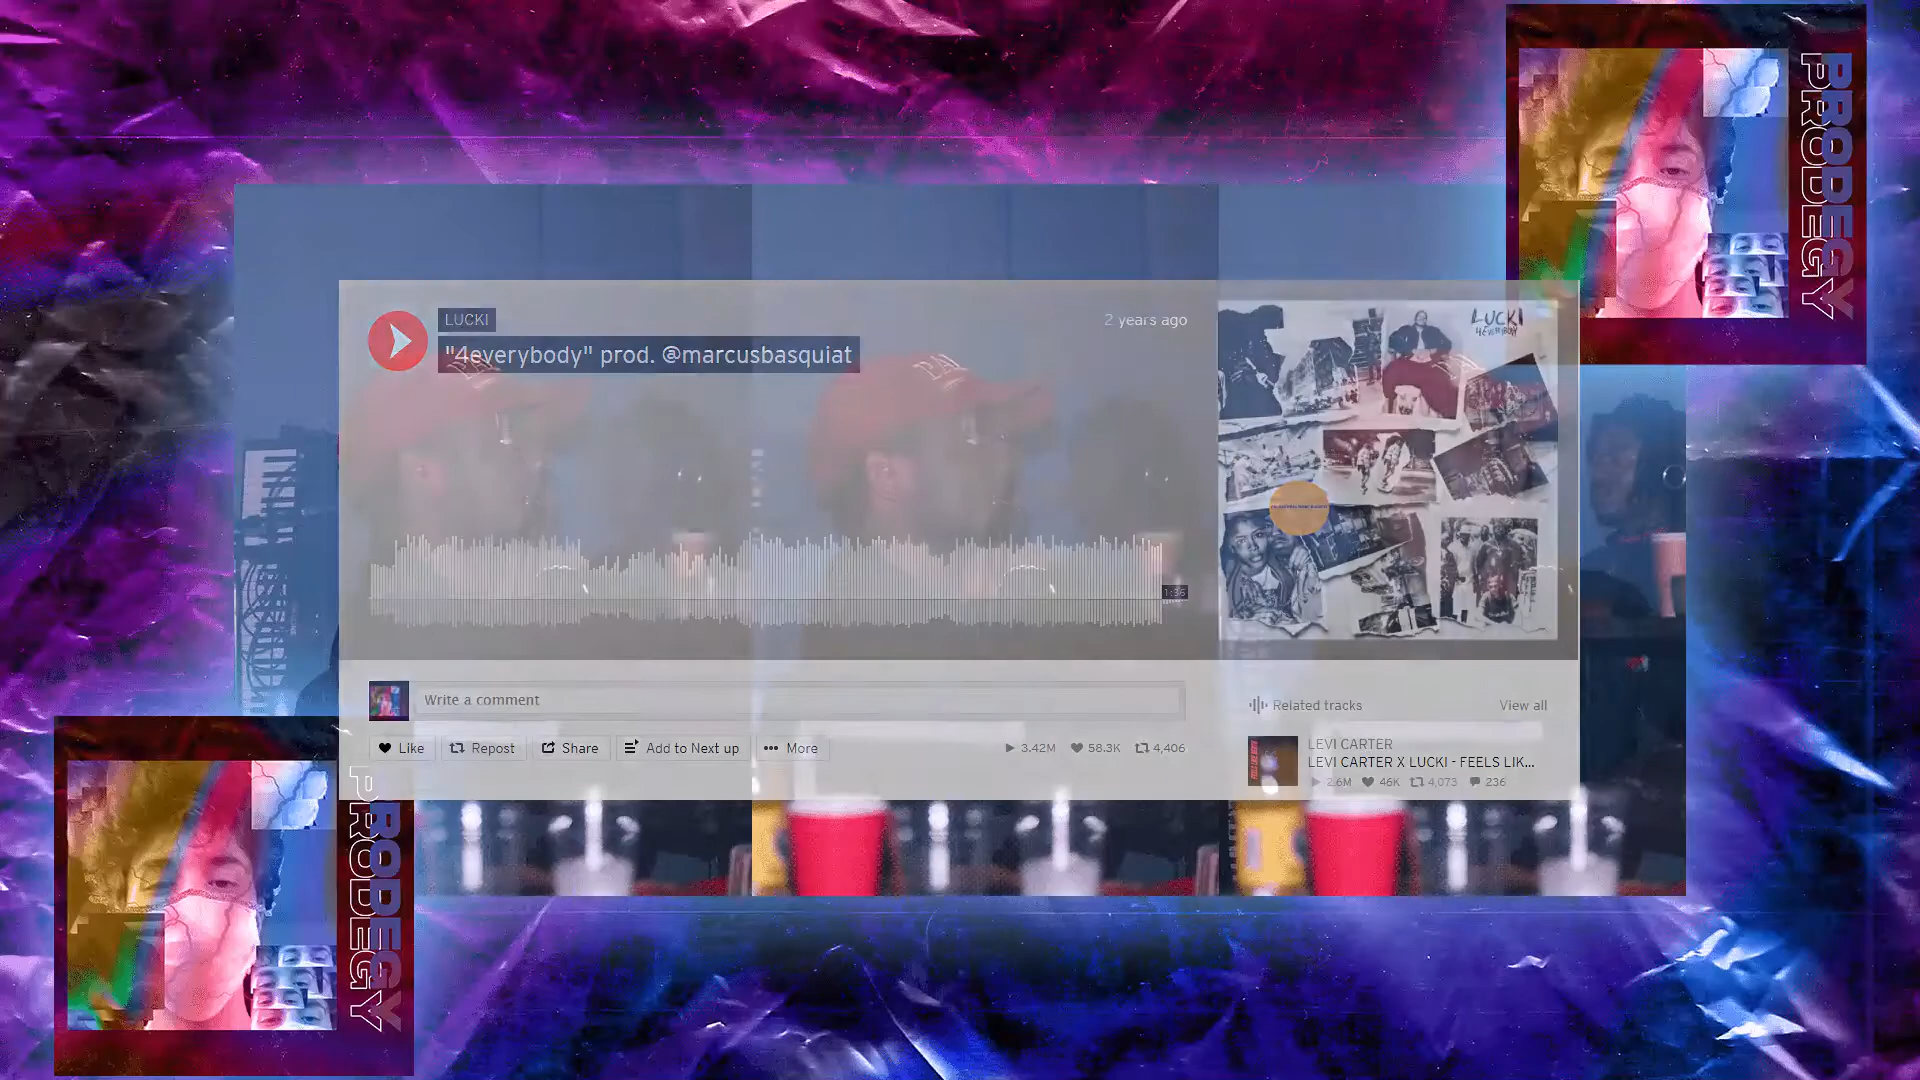 PRODEGY
PRODEGY
LUCKI
2 years ago
"4everybody" prod. @marcusbasquiat
LUCKI
4EVERYBODY
1:36
Write a comment
Related tracks
View all
Like
Repost
Share
Add to Next up
More
3.42M
58.3K
4,406
LEVI CARTER
LEVI CARTER X LUCKI - FEELS LIK...
2.6M
46K
4,073
236
PRODEGY
PRODEGY